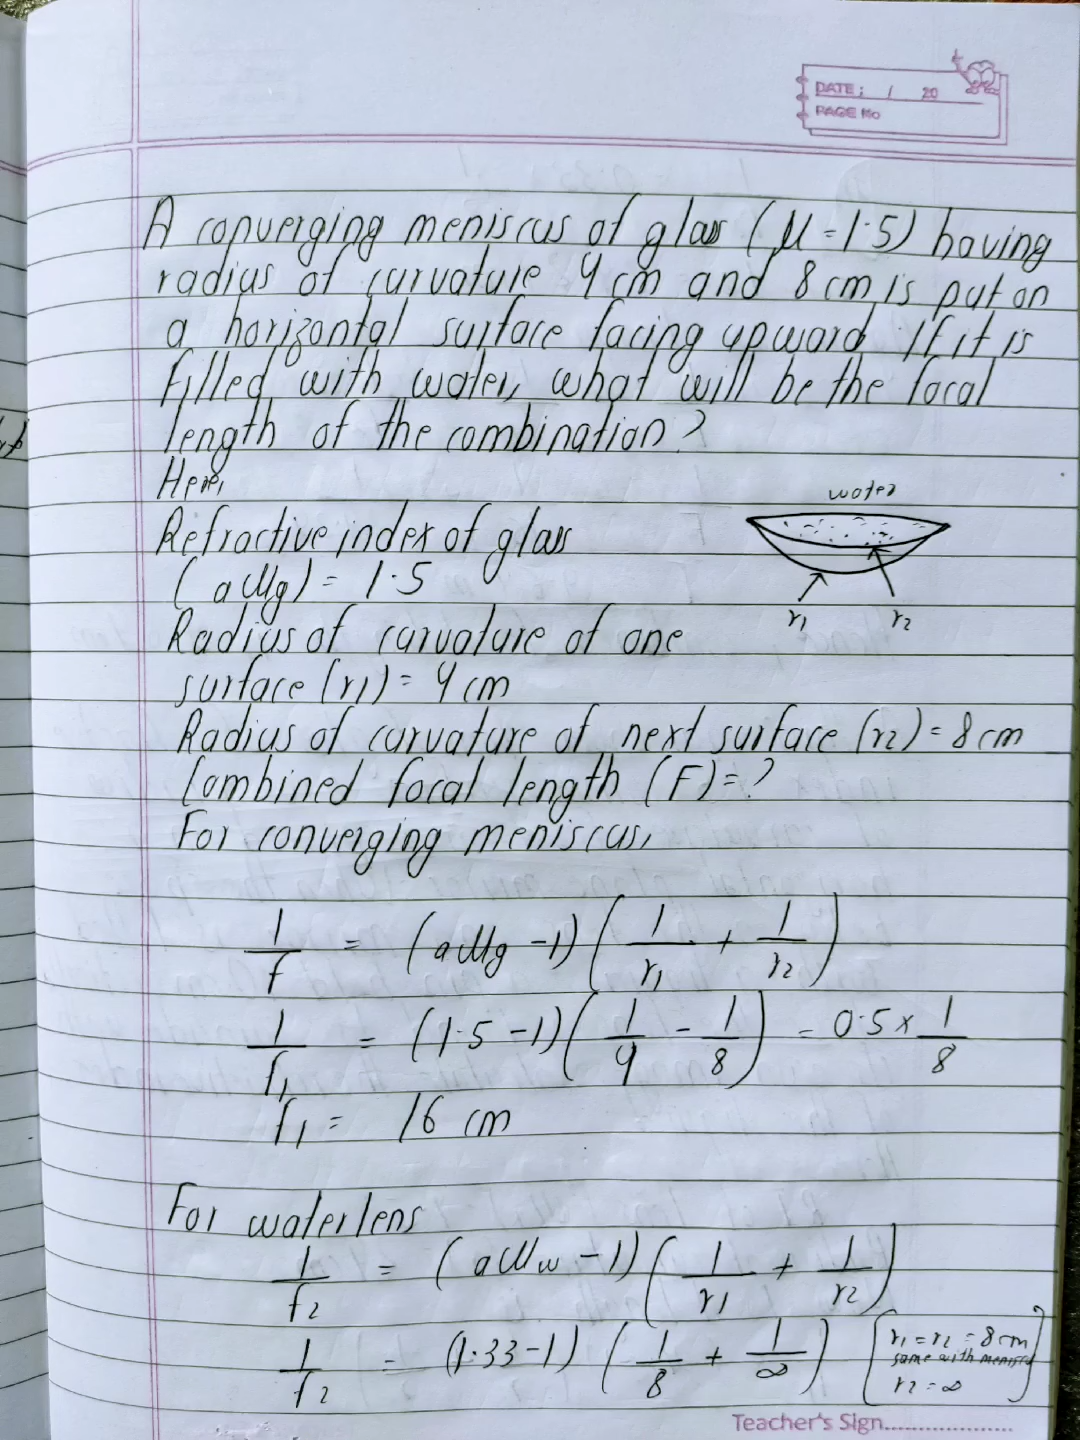 DATE: / 20
PAGE No
A converging meniscus of glass (μ = 1.5) having
radius of curvature 4 cm and 8 cm is put on
a horizontal surface facing upward. If it is
filled with water, what will be the focal
length of the combination?
Here,
water
Refractive index of glass
(aμg) = 1.5
r1 r2
Radius of curvature of one
surface (r1) = 4 cm
Radius of curvature of next surface (r2) = 8 cm
Combined focal length (F) = ?
For converging meniscus,
1/f = (aμg - 1) (1/r1 + 1/r2)
1/f1 = (1.5 - 1) (1/4 - 1/8) = 0.5 × 1/8
f1 = 16 cm
For water lens
1/f2 = (aμw - 1) (1/r1 + 1/r2)
1/f2 = (1.33 - 1) (1/8 + 1/∞) [r1 = r2 = 8 cm
same with meniscus
r2 = ∞]
Teacher's Sign....................